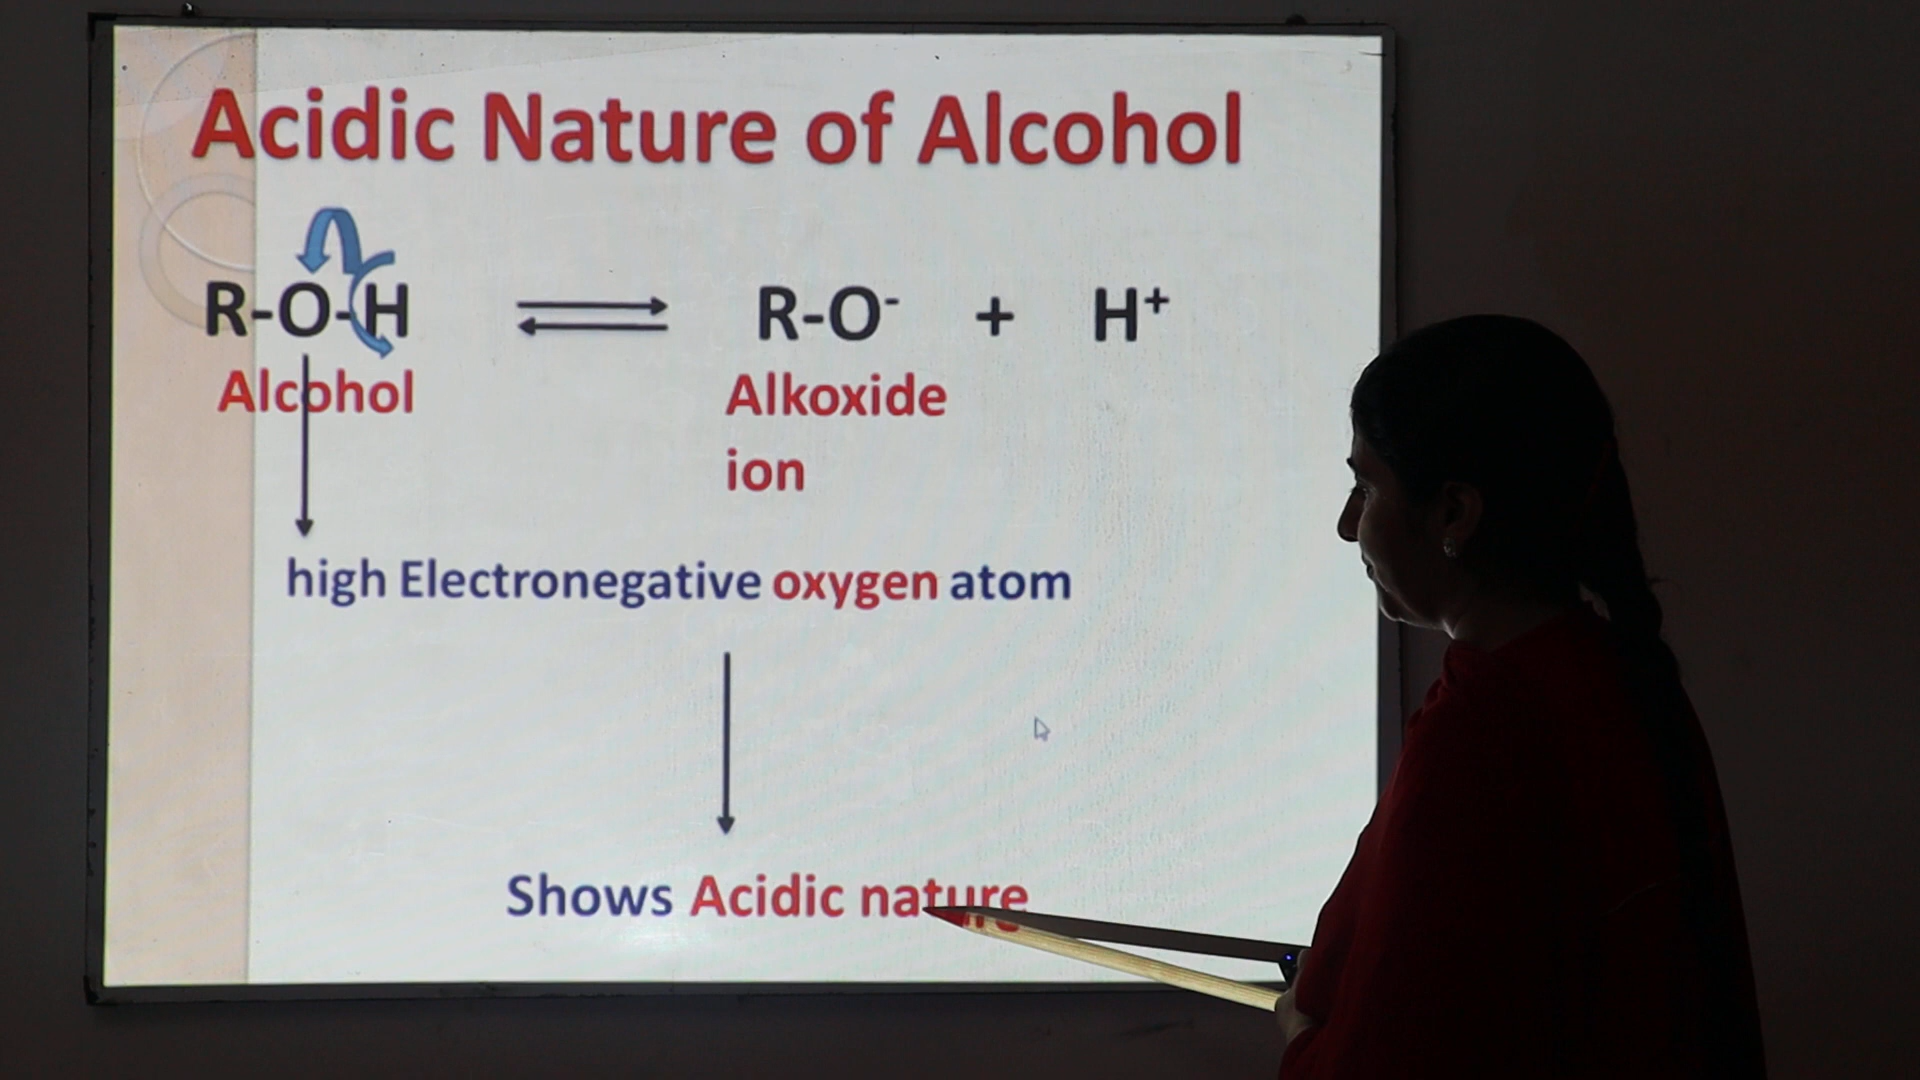 Acidic Nature of Alcohol
R-O-H ⇌ R-O⁻ + H⁺
Alcohol Alkoxide
ion
high Electronegative oxygen atom
Shows Acidic nature